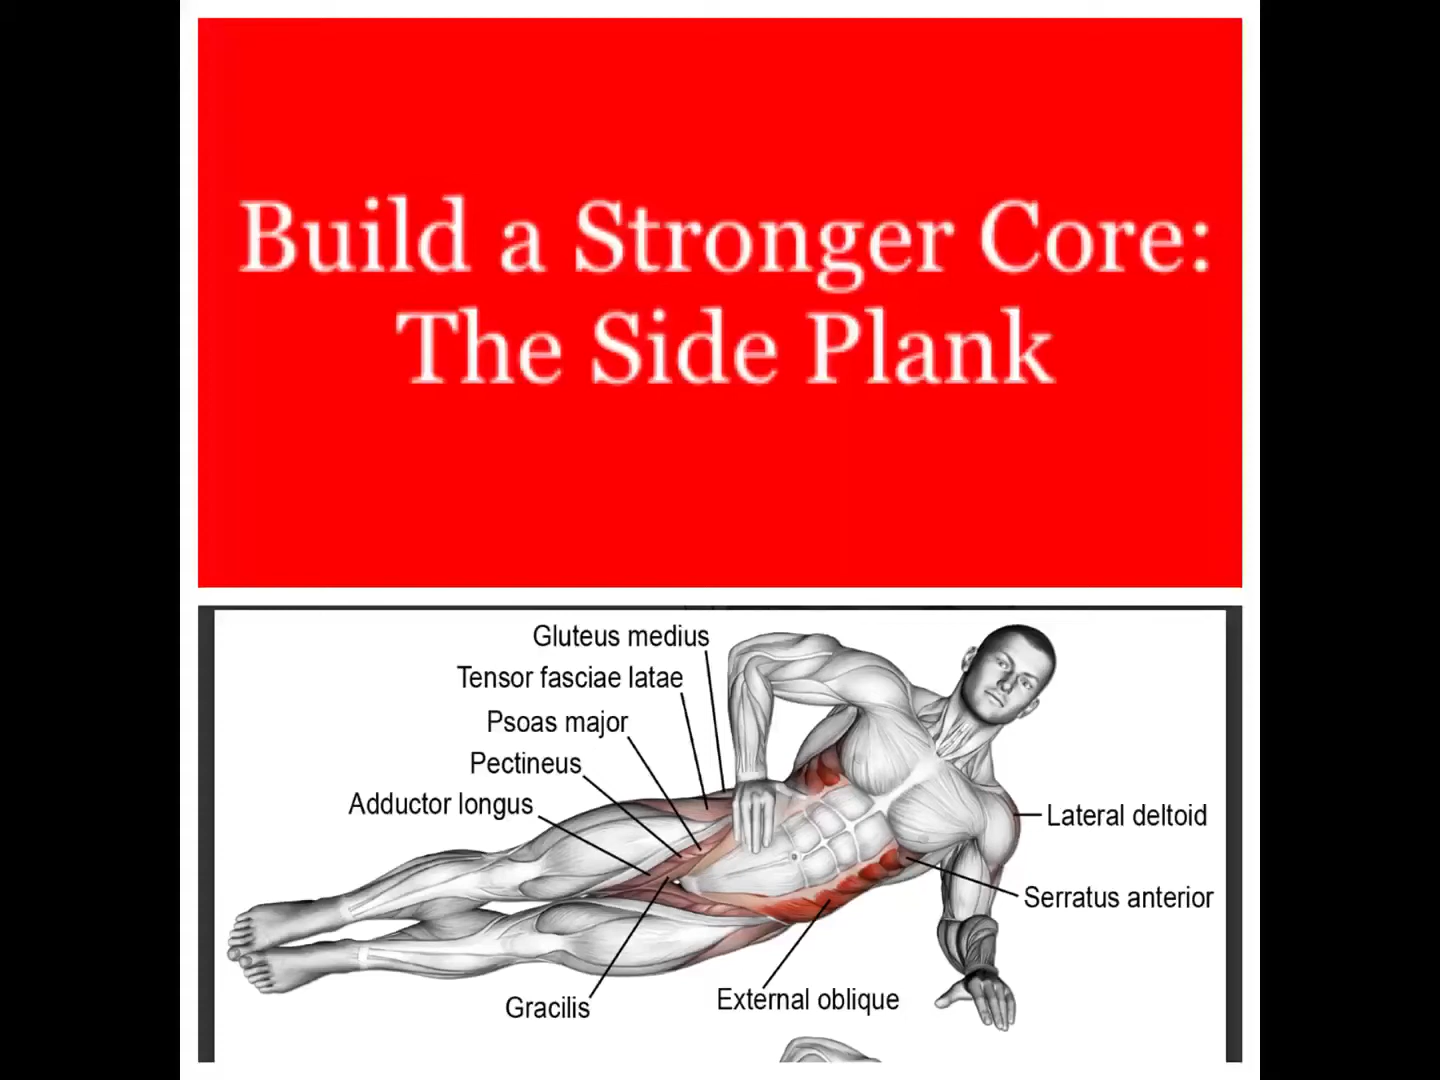 Build a Stronger Core:
The Side Plank
Gluteus medius
Tensor fasciae latae
Psoas major
Pectineus
Adductor longus
Lateral deltoid
Serratus anterior
External oblique
Gracilis